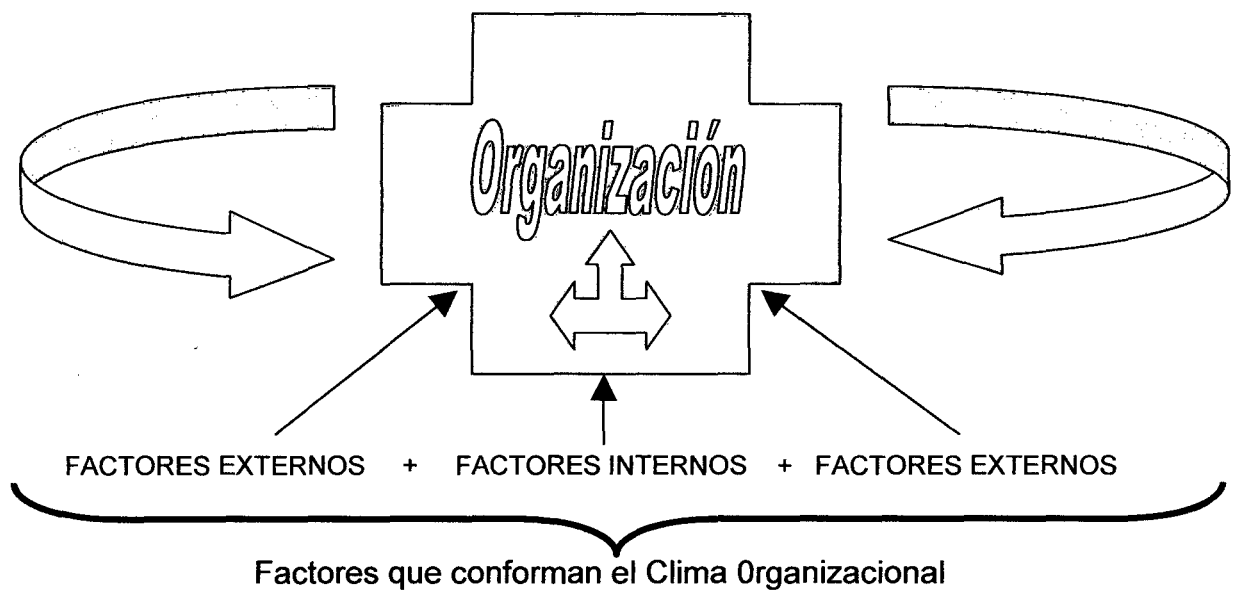 Organización
FACTORES EXTERNOS + FACTORES INTERNOS + FACTORES EXTERNOS
Factores que conforman el Clima 0rganizacional